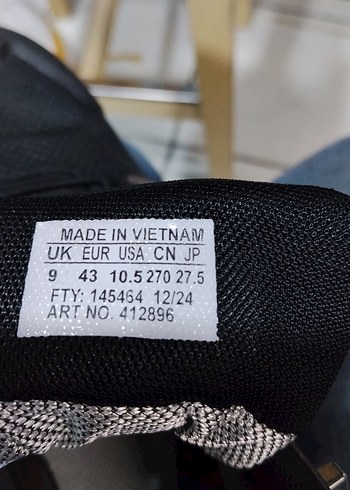 MADE IN VIETNAM
UK EUR USA CN JP
9 43 10.5 270 27.5
FTY: 145464 12/24
ART NO. 412896